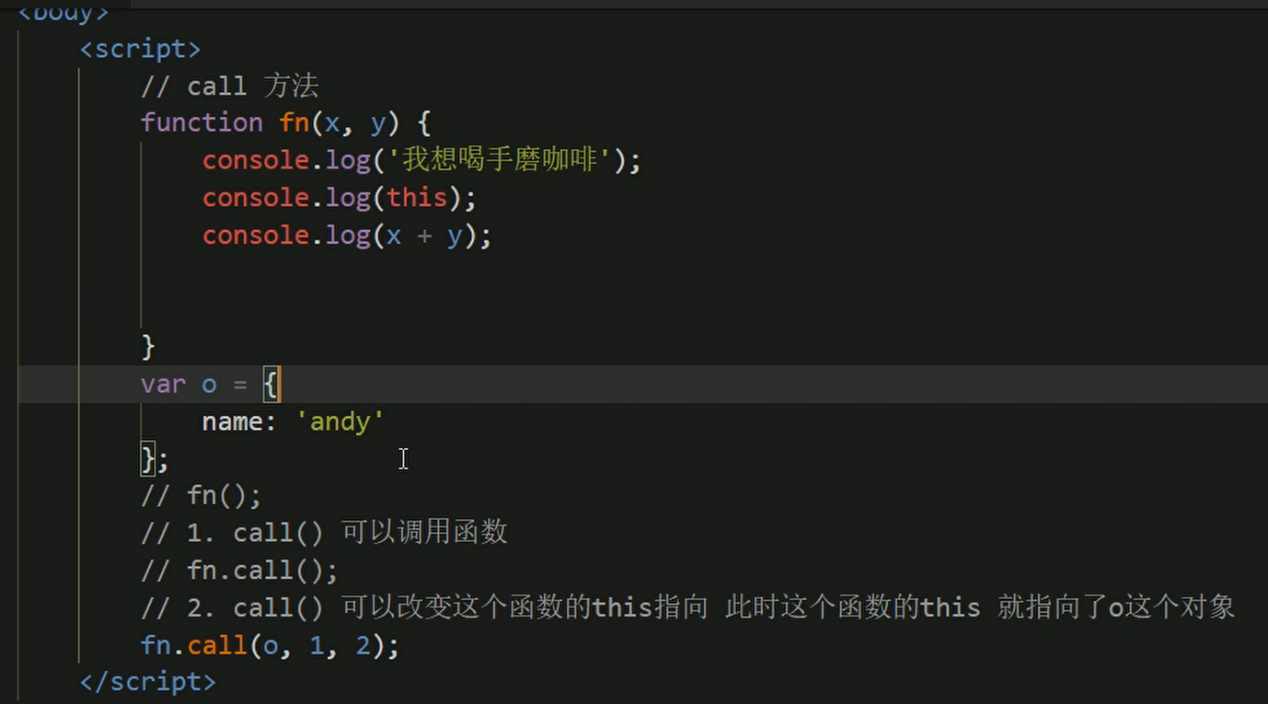 <body>
<script>
// call 方法
function fn(x, y) {
console.log('我想喝手磨咖啡');
console.log(this);
console.log(x + y);
}
var o = {
name: 'andy'
};
// fn();
// 1. call() 可以调用函数
// fn.call();
// 2. call() 可以改变这个函数的this指向 此时这个函数的this 就指向了o这个对象
fn.call(o, 1, 2);
</script>